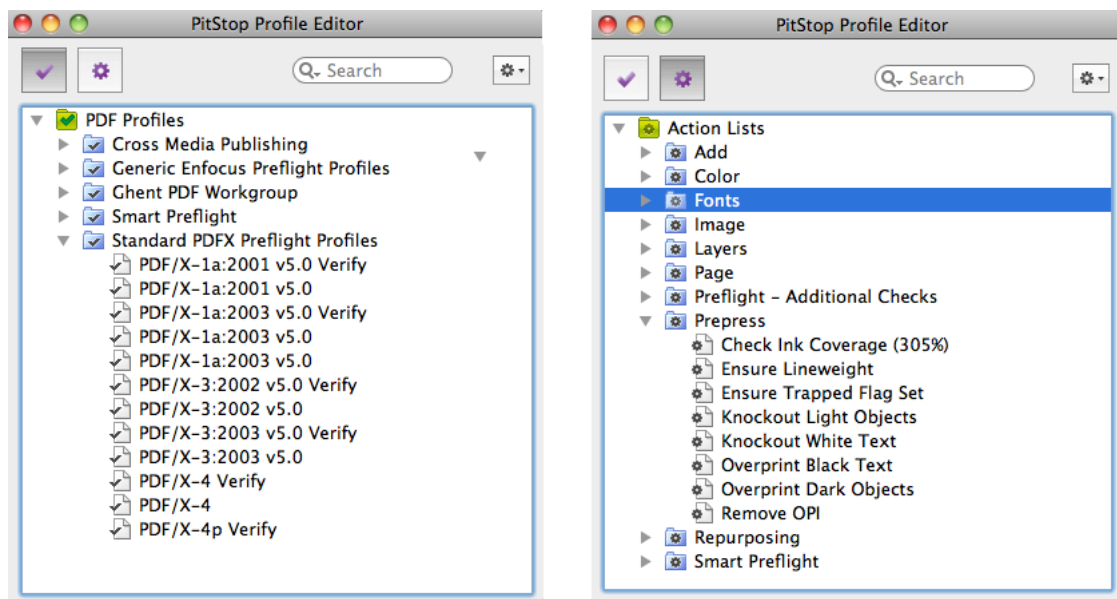 PitStop Profile Editor
Search
PDF Profiles
Cross Media Publishing
Generic Enfocus Preflight Profiles
Ghent PDF Workgroup
Smart Preflight
Standard PDFX Preflight Profiles
PDF/X-1a:2001 v5.0 Verify
PDF/X-1a:2001 v5.0
PDF/X-1a:2003 v5.0 Verify
PDF/X-1a:2003 v5.0
PDF/X-1a:2003 v5.0
PDF/X-3:2002 v5.0 Verify
PDF/X-3:2002 v5.0
PDF/X-3:2003 v5.0 Verify
PDF/X-3:2003 v5.0
PDF/X-4 Verify
PDF/X-4
PDF/X-4p Verify
PitStop Profile Editor
Search
Action Lists
Add
Color
Fonts
Image
Layers
Page
Preflight - Additional Checks
Prepress
Check Ink Coverage (305%)
Ensure Lineweight
Ensure Trapped Flag Set
Knockout Light Objects
Knockout White Text
Overprint Black Text
Overprint Dark Objects
Remove OPI
Repurposing
Smart Preflight